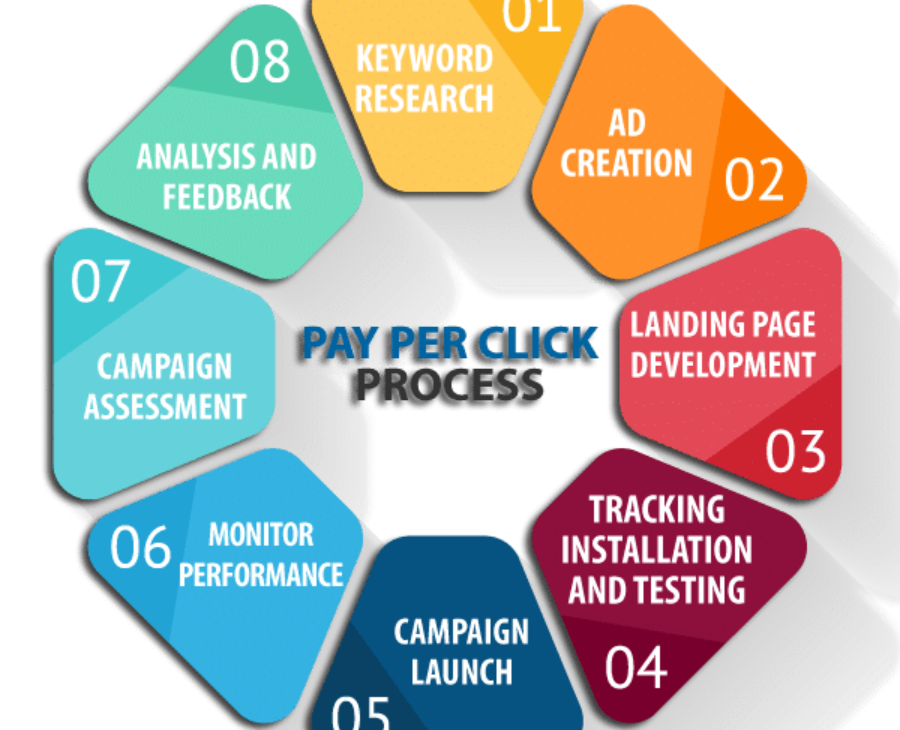 01
KEYWORD
RESEARCH
AD
CREATION
02
LANDING PAGE
DEVELOPMENT
03
TRACKING
INSTALLATION
AND TESTING
04
CAMPAIGN
LAUNCH
05
06
MONITOR
PERFORMANCE
07
CAMPAIGN
ASSESSMENT
08
ANALYSIS AND
FEEDBACK
PAY PER CLICK
PROCESS